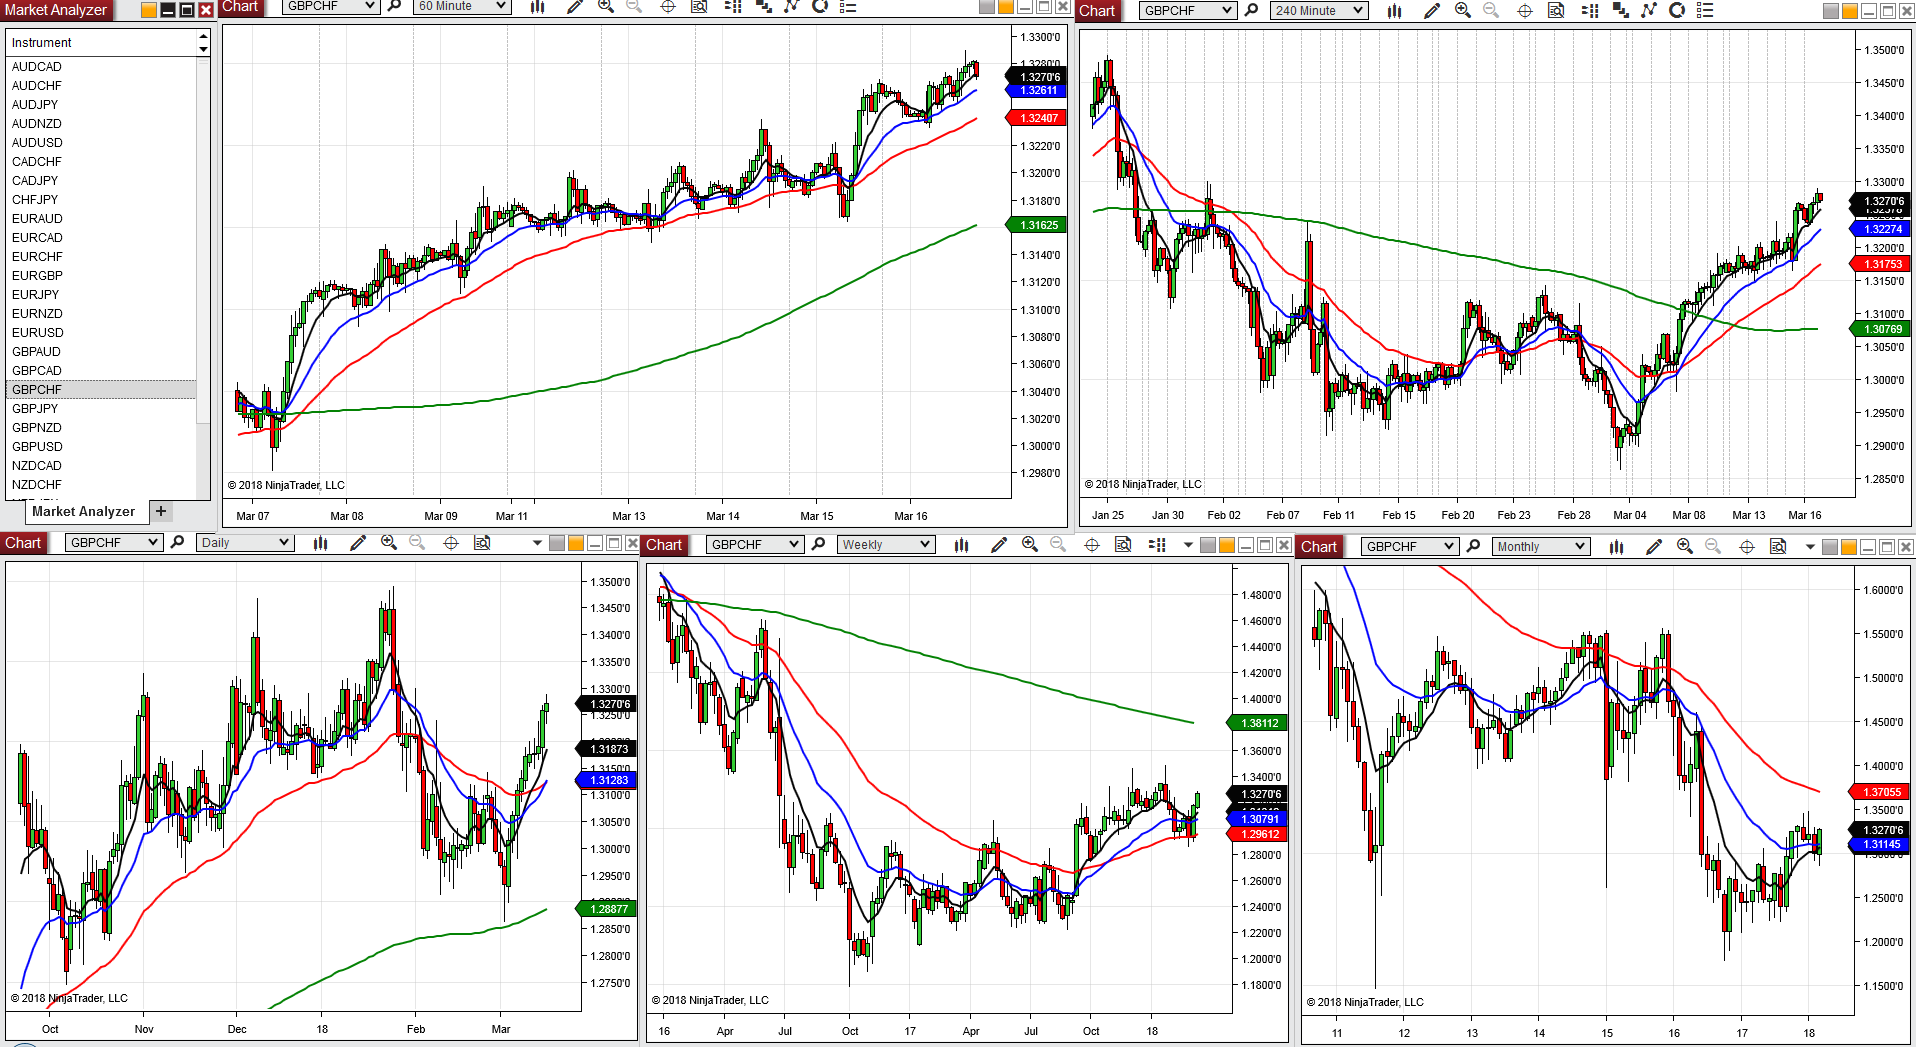 Market Analyzer
Instrument
AUDCAD
AUDCHF
AUDJPY
AUDNZD
AUDUSD
CADCHF
CADJPY
CHFJPY
EURAUD
EURCAD
EURCHF
EURGBP
EURJPY
EURNZD
EURUSD
GBPAUD
GBPCAD
GBPCHF
GBPJPY
GBPNZD
GBPUSD
NZDCAD
NZDCHF
Market Analyzer +
Chart GBPCHF 60 Minute
1.3300'0
1.3280'0
1.3270'6
1.32611
1.32407
1.3220'0
1.3200'0
1.3180'0
1.31625
1.3140'0
1.3120'0
1.3100'0
1.3080'0
1.3060'0
1.3040'0
1.3020'0
1.3000'0
1.2980'0
© 2018 NinjaTrader, LLC
Mar 07 Mar 08 Mar 09 Mar 11 Mar 13 Mar 14 Mar 15 Mar 16
Chart GBPCHF 240 Minute
1.3500'0
1.3450'0
1.3400'0
1.3350'0
1.3300'0
1.3270'6
1.32274
1.3200'0
1.31753
1.3150'0
1.3100'0
1.30769
1.3050'0
1.3000'0
1.2950'0
1.2900'0
1.2850'0
© 2018 NinjaTrader, LLC
Jan 25 Jan 30 Feb 02 Feb 07 Feb 11 Feb 15 Feb 20 Feb 23 Feb 28 Mar 04 Mar 08 Mar 13 Mar 16
Chart GBPCHF Daily
1.3500'0
1.3450'0
1.3400'0
1.3350'0
1.3300'0
1.3270'6
1.3250'0
1.31873
1.31283
1.3100'0
1.3050'0
1.3000'0
1.2950'0
1.28877
1.2850'0
1.2800'0
1.2750'0
© 2018 NinjaTrader, LLC
Oct Nov Dec 18 Feb Mar
Chart GBPCHF Weekly
1.4800'0
1.4600'0
1.4400'0
1.4200'0
1.4000'0
1.38112
1.3600'0
1.3400'0
1.3270'6
1.30791
1.29612
1.2800'0
1.2600'0
1.2400'0
1.2200'0
1.2000'0
1.1800'0
© 2018 NinjaTrader, LLC
16 Apr Jul Oct 17 Apr Jul Oct 18
Chart GBPCHF Monthly
1.6000'0
1.5500'0
1.5000'0
1.4500'0
1.4000'0
1.37055
1.3500'0
1.3270'6
1.31145
1.2500'0
1.2000'0
1.1500'0
© 2018 NinjaTrader, LLC
11 12 13 14 15 16 17 18